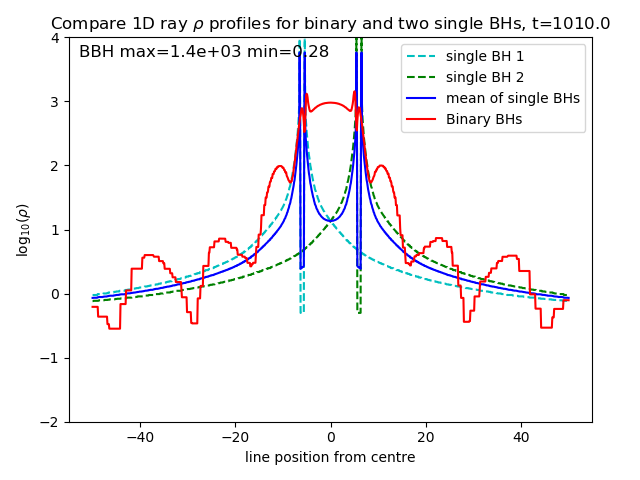 Compare 1D ray ρ profiles for binary and two single BHs, t=1010.0
BBH max=1.4e+03 min=0.28
single BH 1
single BH 2
mean of single BHs
Binary BHs
log₁₀(ρ)
4
3
2
1
0
−1
−2
−40 −20 0 20 40
line position from centre